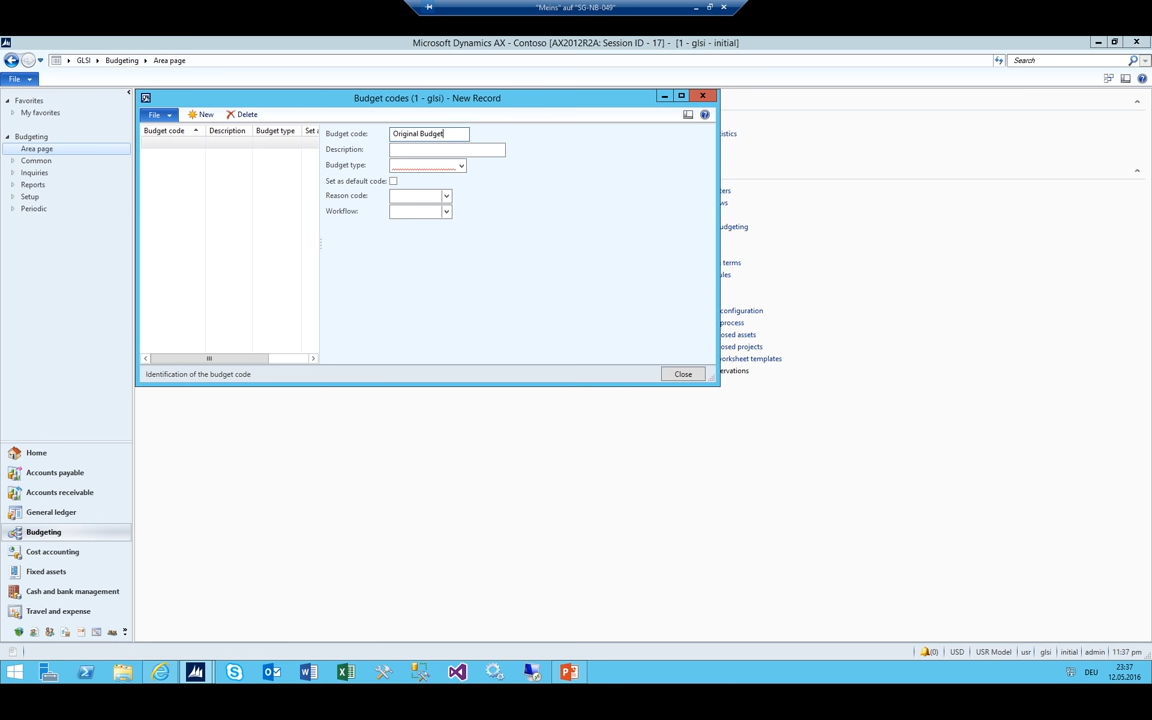 "Meins" auf "SG-NB-049"
Microsoft Dynamics AX - Contoso [AX2012R2A: Session ID - 17] - [1 - glsi - initial]
GLSI Budgeting Area page
Search
File
Favorites
My favorites
Budgeting
Area page
Common
Inquiries
Reports
Setup
Periodic
Budget codes (1 - glsi) - New Record
File New Delete
Budget code Description Budget type Set a
Budget code: Original Budget
Description:
Budget type:
Set as default code:
Reason code:
Workflow:
Identification of the budget code
Close
udgeting
terms
onfiguration
process
osed assets
osed projects
orksheet templates
ervations
Home
Accounts payable
Accounts receivable
General ledger
Budgeting
Cost accounting
Fixed assets
Cash and bank management
Travel and expense
(0) USD USR Model usr glsi initial admin 11:37 pm
DEU
23:37
12.05.2016